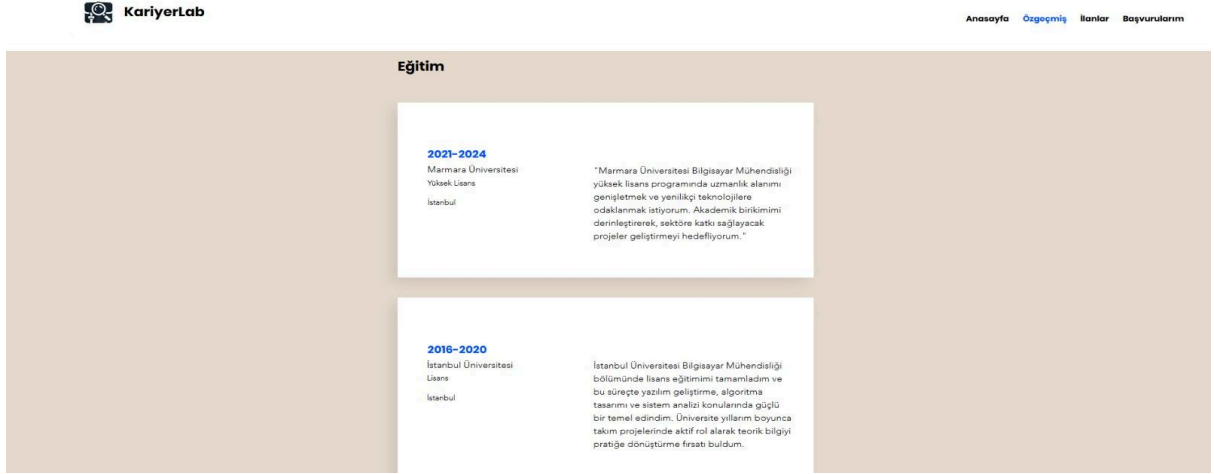 KariyerLab
Anasayfa Özgeçmiş İlanlar Başvurularım
Eğitim
2021-2024
Marmara Üniversitesi
Yüksek Lisans
İstanbul
"Marmara Üniversitesi Bilgisayar Mühendisliği
yüksek lisans programında uzmanlık alanımı
genişletmek ve yenilikçi teknolojilere
odaklanmak istiyorum. Akademik birikimimi
derinleştirerek, sektöre katkı sağlayacak
projeler geliştirmeyi hedefliyorum."
2016-2020
İstanbul Üniversitesi
Lisans
İstanbul
İstanbul Üniversitesi Bilgisayar Mühendisliği
bölümünde lisans eğitimimi tamamladım ve
bu süreçte yazılım geliştirme, algoritma
tasarımı ve sistem analizi konularında güçlü
bir temel edindim. Üniversite yıllarım boyunca
takım projelerinde aktif rol alarak teorik bilgiyi
pratiğe dönüştürme fırsatı buldum.